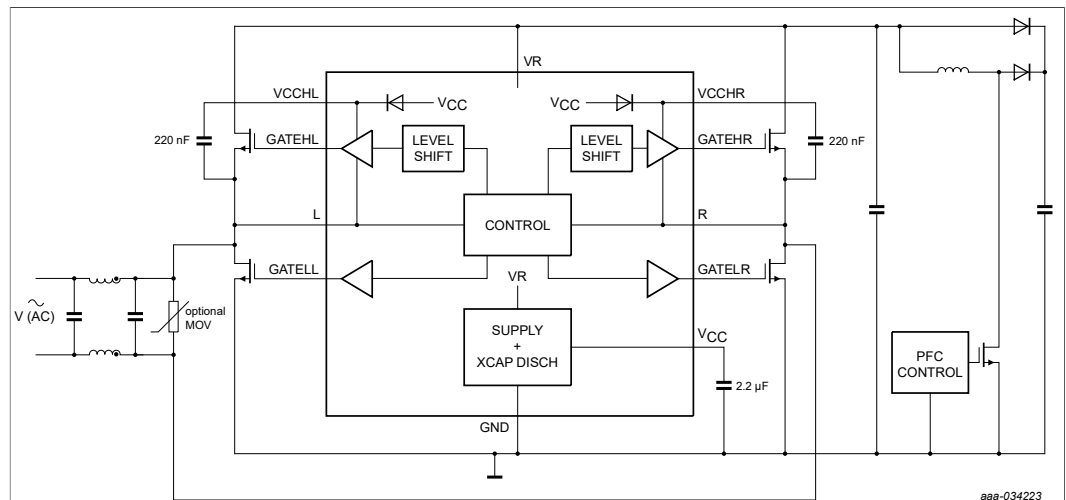 VR
VCCHL
VCC
VCC
VCCHR
220 nF
GATEHL
LEVEL
SHIFT
LEVEL
SHIFT
GATEHR
220 nF
L
CONTROL
R
GATELL
VR
GATELR
V (AC)
optional
MOV
SUPPLY
+
XCAP DISCH
VCC
PFC
CONTROL
2.2 µF
GND
aaa-034223